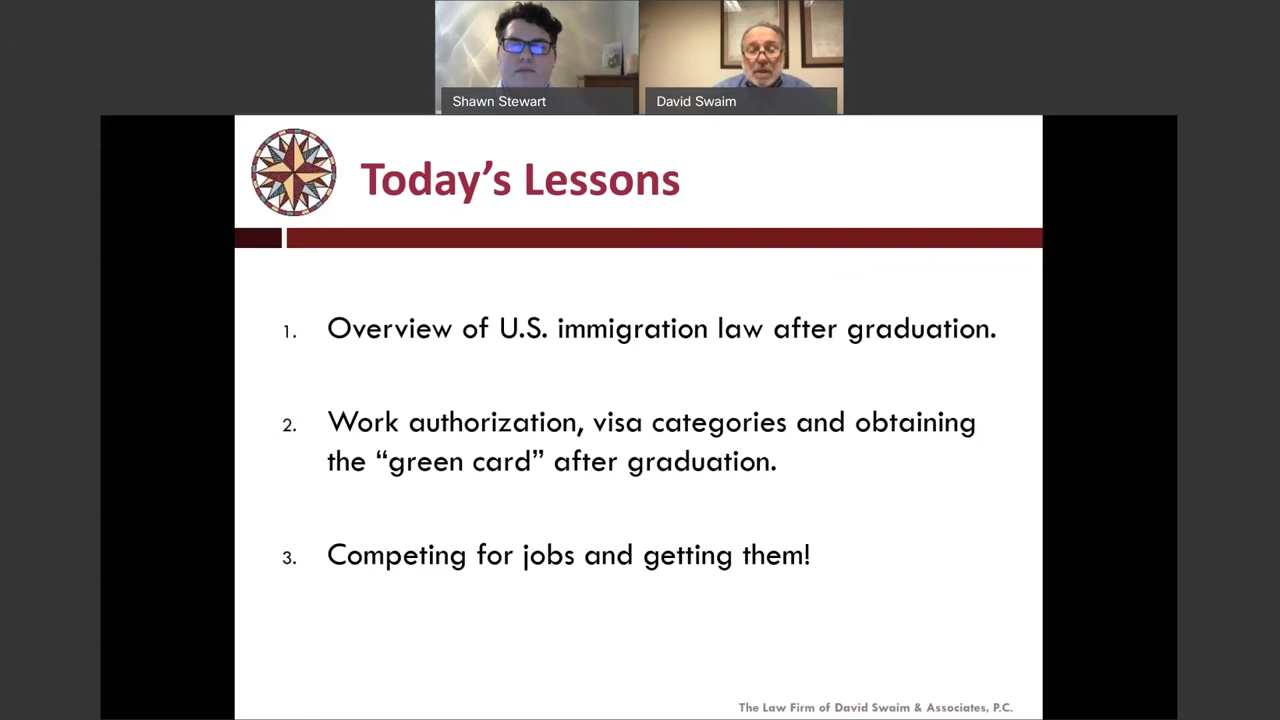 Shawn Stewart
David Swaim
Today's Lessons
1. Overview of U.S. immigration law after graduation.
2. Work authorization, visa categories and obtaining
the “green card” after graduation.
3. Competing for jobs and getting them!
The Law Firm of David Swaim & Associates, P.C.